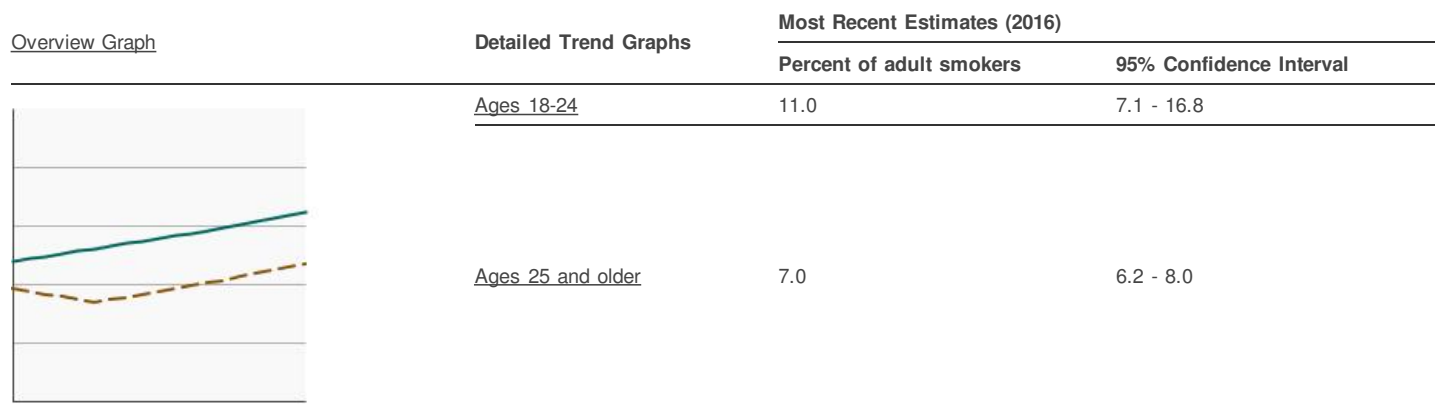 Overview Graph
Detailed Trend Graphs
Most Recent Estimates (2016)
Percent of adult smokers
95% Confidence Interval
Ages 18-24
11.0
7.1 - 16.8
Ages 25 and older
7.0
6.2 - 8.0